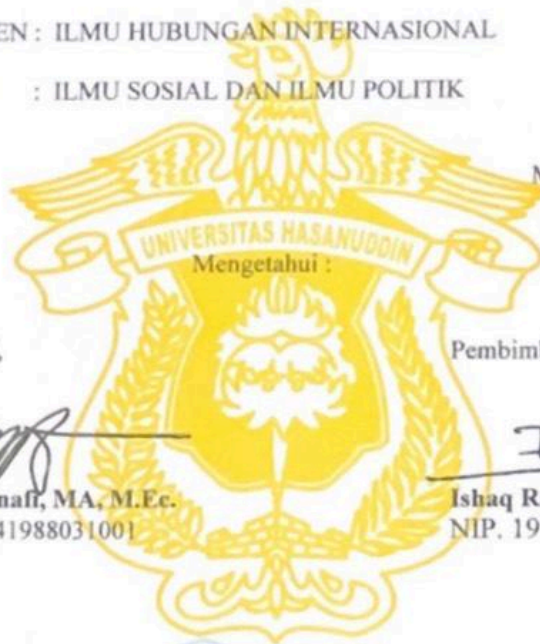 EN : ILMU HUBUNGAN INTERNASIONAL
: ILMU SOSIAL DAN ILMU POLITIK
M
UNIVERSITAS HASANUDDIN
Mengetahui :
Pembim
nafi, MA, M.Ec.
41988031001
Ishaq R
NIP. 19